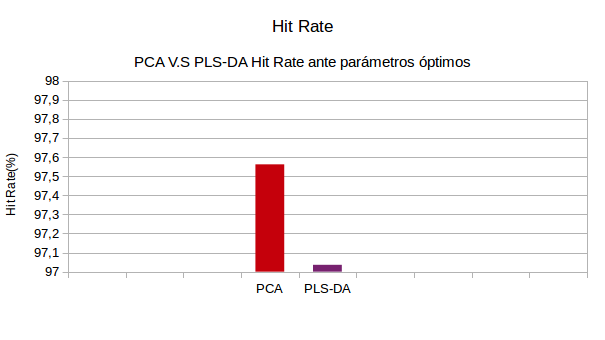 Hit Rate
PCA V.S PLS-DA Hit Rate ante parámetros óptimos
Hit Rate(%)
98
97,9
97,8
97,7
97,6
97,5
97,4
97,3
97,2
97,1
97
PCA
PLS-DA